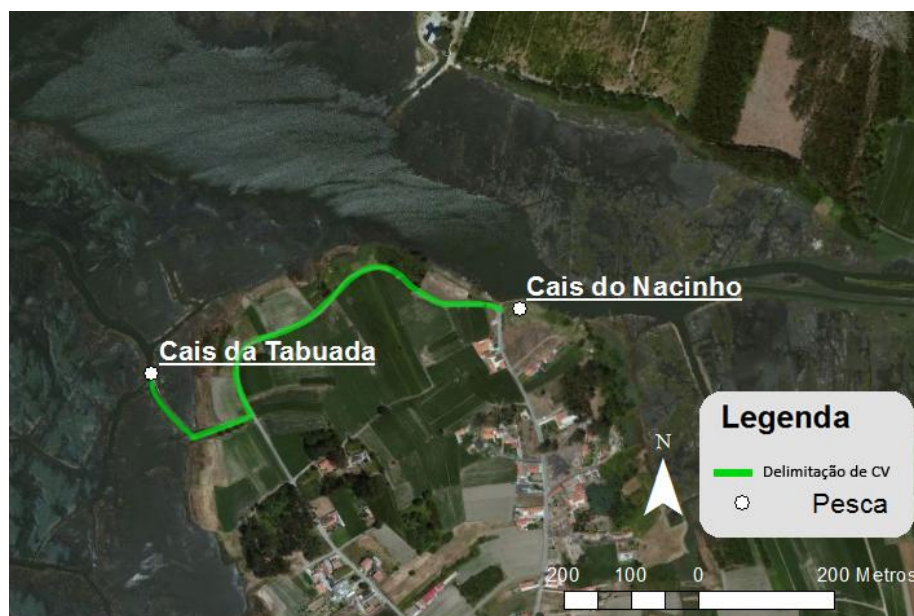 Cais do Nacinho
Cais da Tabuada
Legenda
Delimitação de CV
Pesca
N
200 100 0 200 Metros